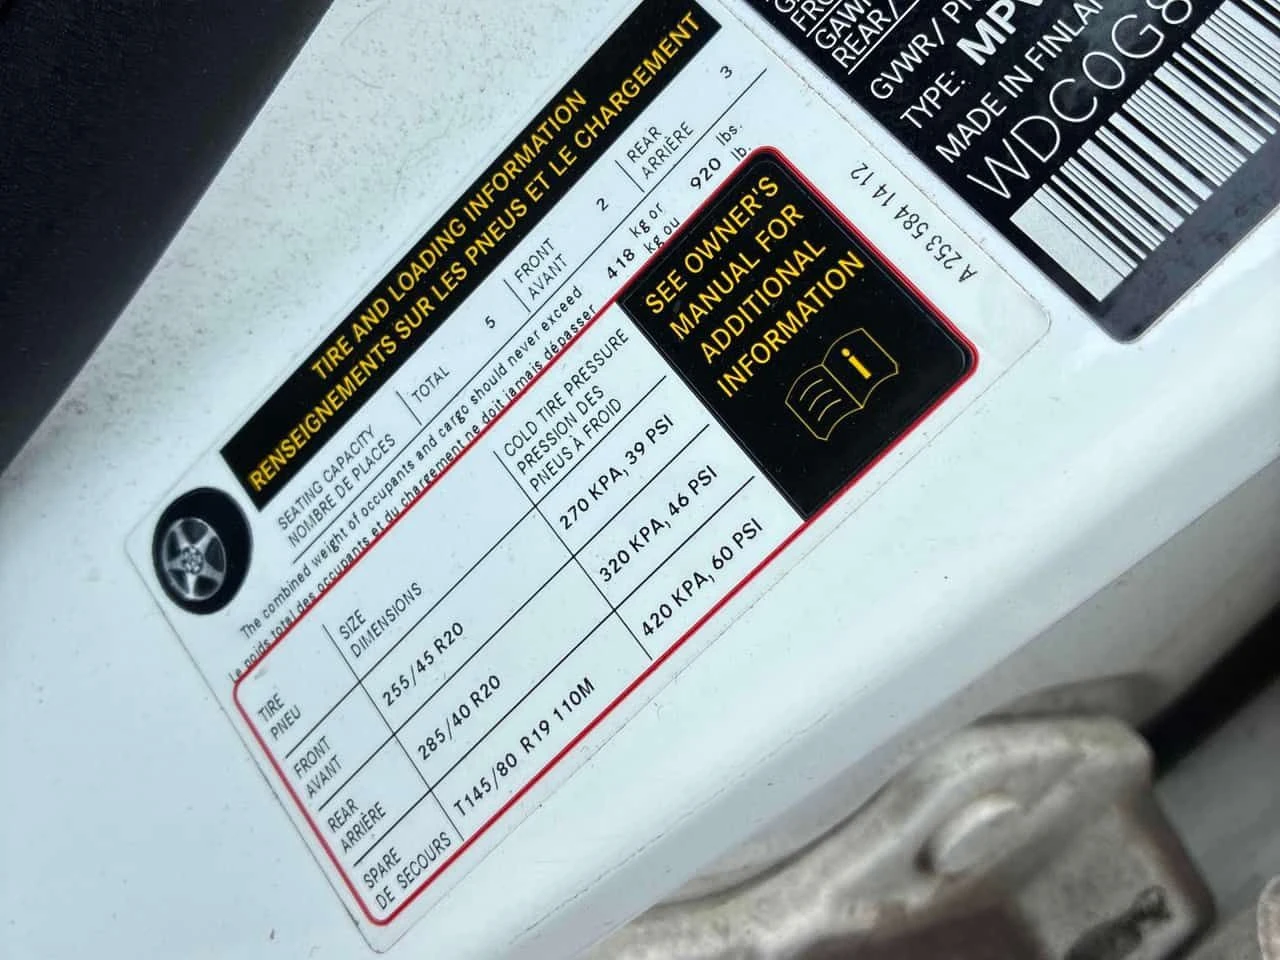 TIRE AND LOADING INFORMATION
RENSEIGNEMENTS SUR LES PNEUS ET LE CHARGEMENT
SEATING CAPACITY
NOMBRE DE PLACES
TOTAL 5
FRONT
AVANT 2
REAR
ARRIÈRE 3
The combined weight of occupants and cargo should never exceed 418 kg or 920 lbs.
Le poids total des occupants et du chargement ne doit jamais dépasser kg ou lb.
TIRE
PNEU
SIZE
DIMENSIONS
COLD TIRE PRESSURE
PRESSION DES
PNEUS À FROID
FRONT
AVANT
255/45 R20
270 KPA, 39 PSI
REAR
ARRIÈRE
285/40 R20
320 KPA, 46 PSI
SPARE
DE SECOURS
T145/80 R19 110M
420 KPA, 60 PSI
SEE OWNER'S
MANUAL FOR
ADDITIONAL
INFORMATION
i
A 253 584 14 12
GAWR
REAR/
GVWR/
TYPE: MPV
MADE IN
WDC0G8